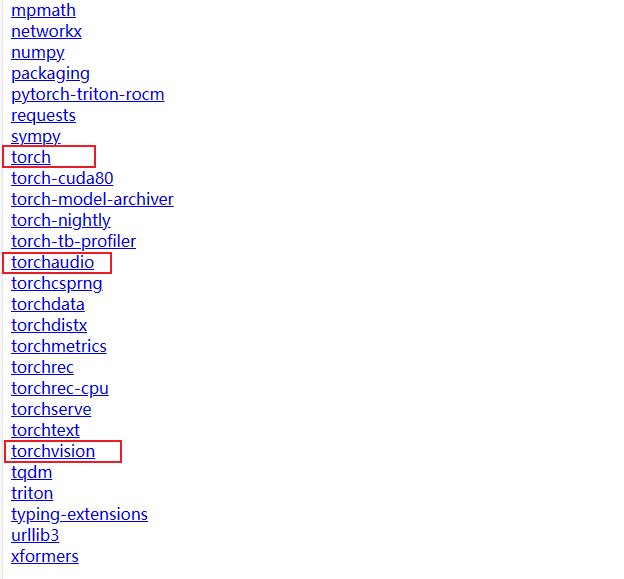 mpmath
networkx
numpy
packaging
pytorch-triton-rocm
requests
sympy
torch
torch-cuda80
torch-model-archiver
torch-nightly
torch-tb-profiler
torchaudio
torchcsprng
torchdata
torchdistx
torchmetrics
torchrec
torchrec-cpu
torchserve
torchtext
torchvision
tqdm
triton
typing-extensions
urllib3
xformers